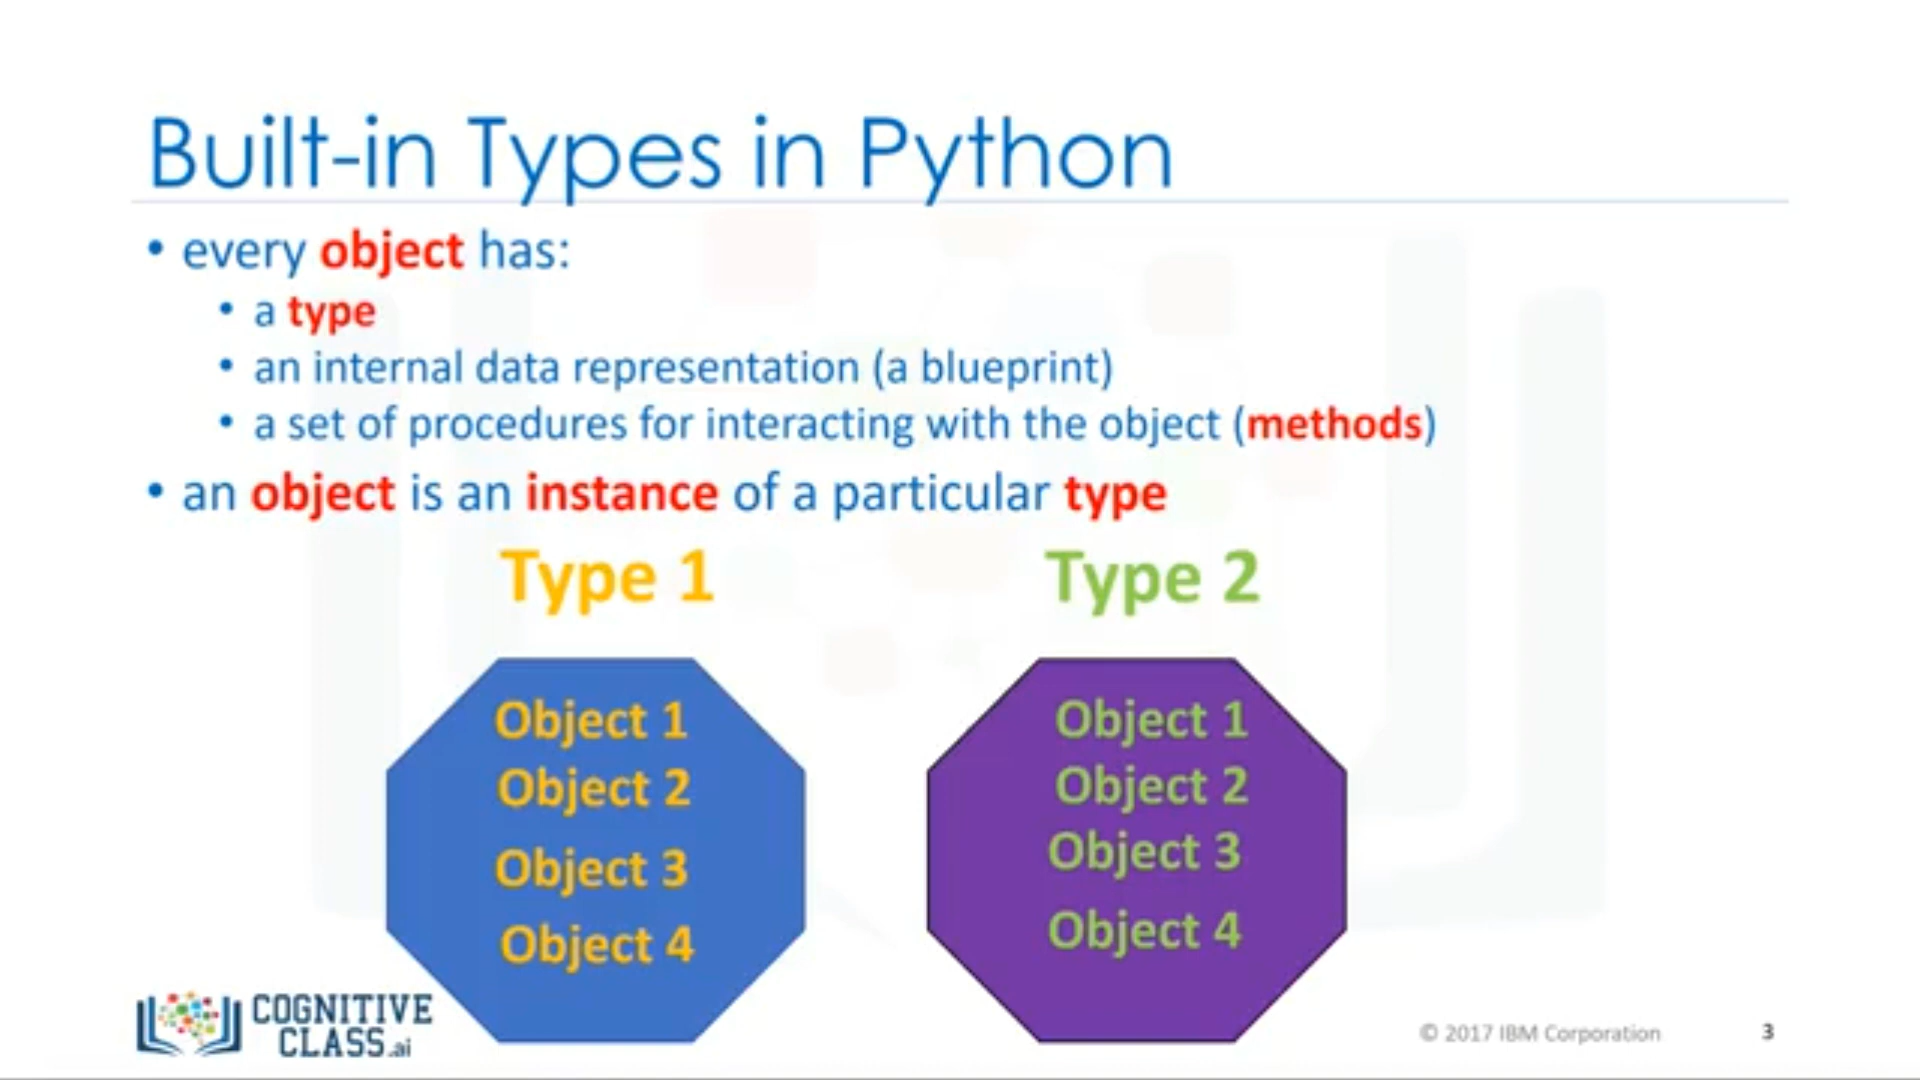 Built-in Types in Python
• every object has:
• a type
• an internal data representation (a blueprint)
• a set of procedures for interacting with the object (methods)
• an object is an instance of a particular type
Type 1
Object 1
Object 2
Object 3
Object 4
Type 2
Object 1
Object 2
Object 3
Object 4
COGNITIVE
CLASS.ai
© 2017 IBM Corporation
3